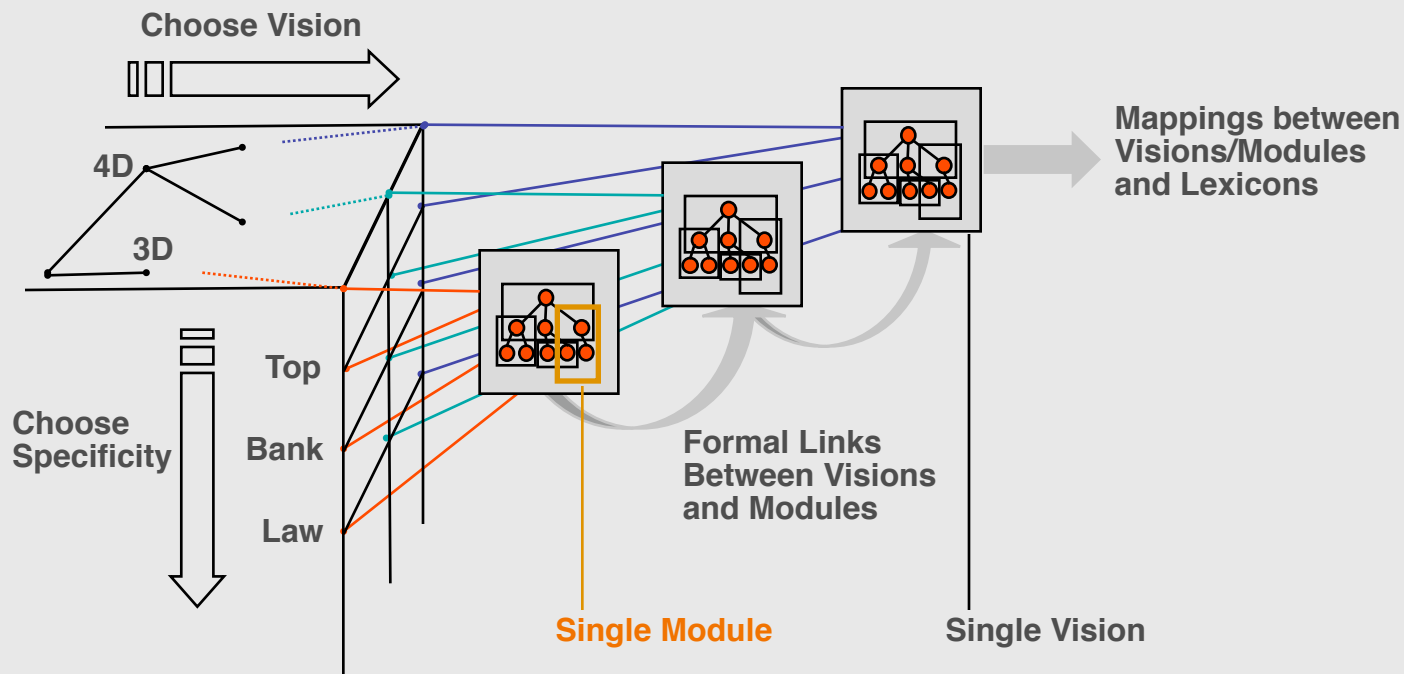 Choose Vision
4D
3D
Mappings between
Visions/Modules
and Lexicons
Top
Choose
Specificity
Bank
Law
Formal Links
Between Visions
and Modules
Single Module
Single Vision